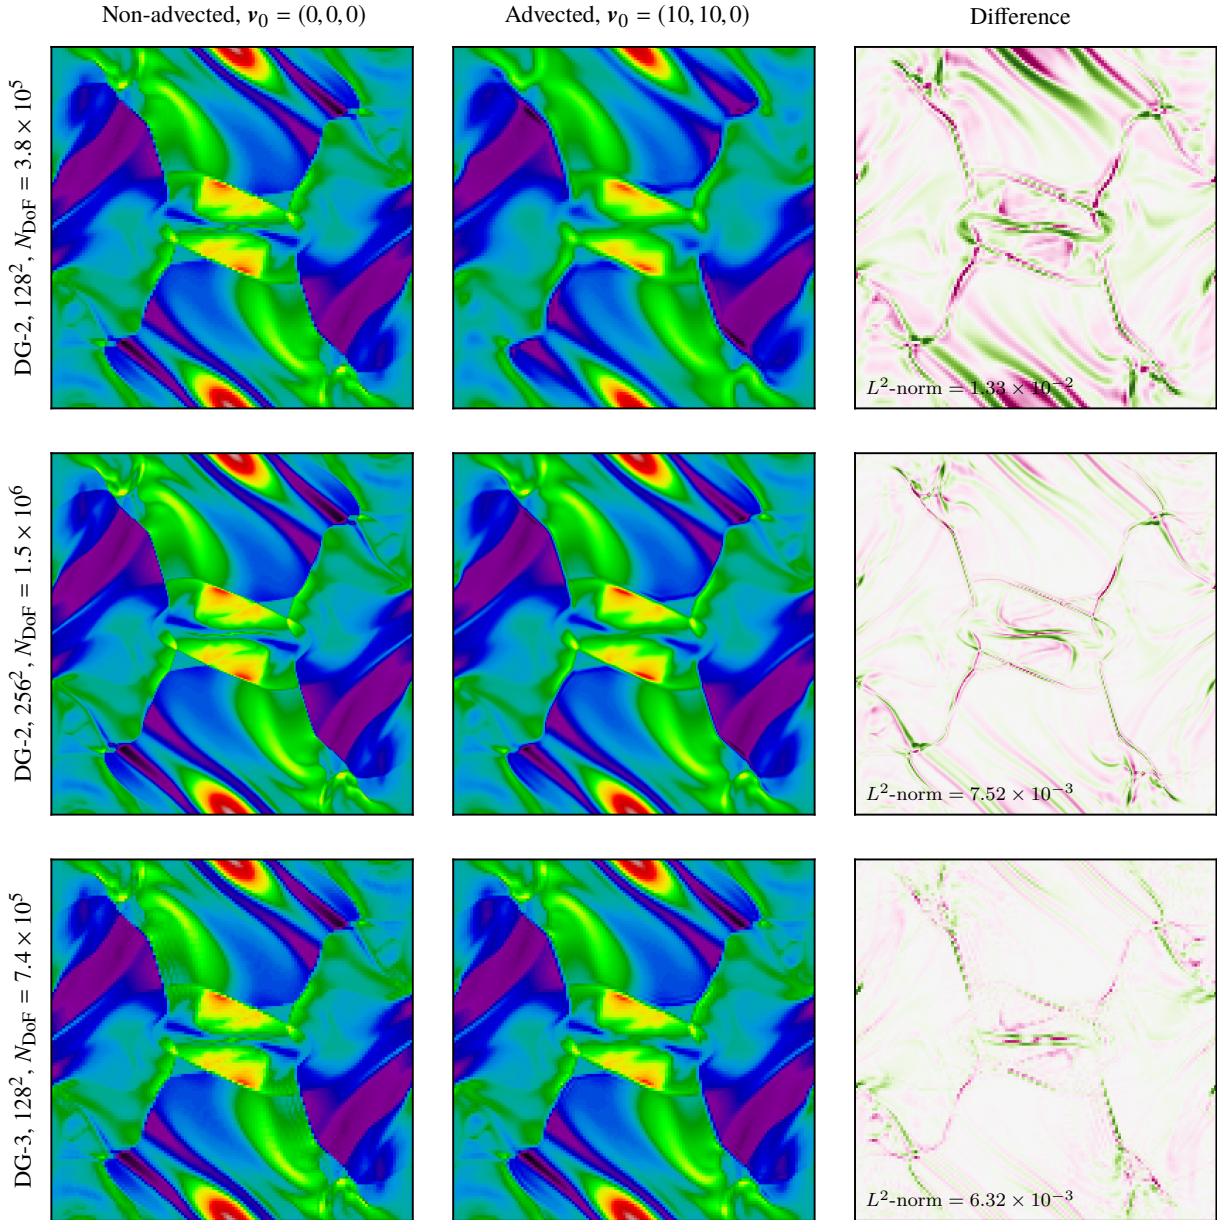 Non-advected, 𝒗₀ = (0,0,0)
Advected, 𝒗₀ = (10,10,0)
Difference
DG-2, 128², N_DoF = 3.8 × 10⁵
L²-norm = 1.33 × 10⁻²
DG-2, 256², N_DoF = 1.5 × 10⁶
L²-norm = 7.52 × 10⁻³
DG-3, 128², N_DoF = 7.4 × 10⁵
L²-norm = 6.32 × 10⁻³